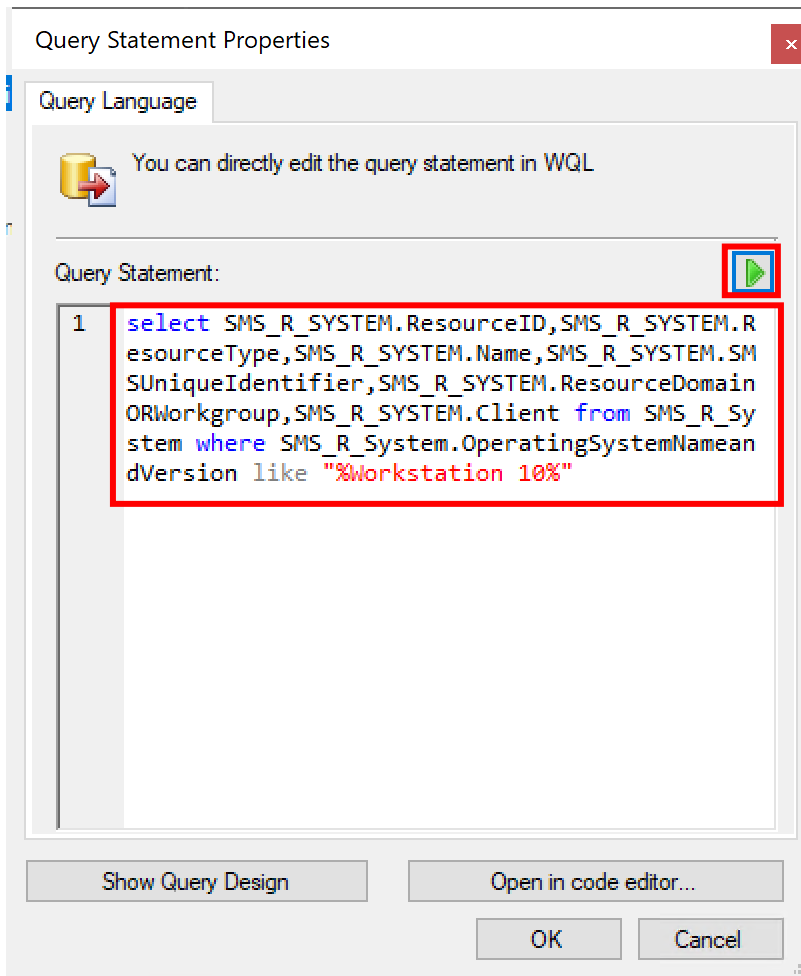 Query Statement Properties
Query Language
You can directly edit the query statement in WQL
Query Statement:
1
select SMS_R_SYSTEM.ResourceID,SMS_R_SYSTEM.R
esourceType,SMS_R_SYSTEM.Name,SMS_R_SYSTEM.SM
SUniqueIdentifier,SMS_R_SYSTEM.ResourceDomain
ORWorkgroup,SMS_R_SYSTEM.Client from SMS_R_Sy
stem where SMS_R_System.OperatingSystemNamean
dVersion like "%Workstation 10%"
Show Query Design
Open in code editor...
OK
Cancel